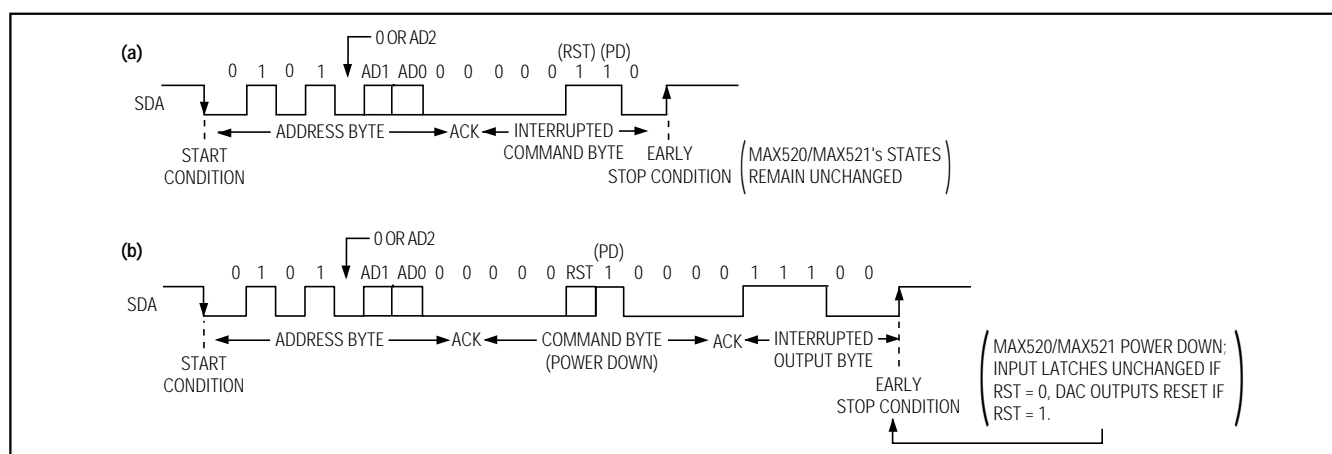 (a)
0 OR AD2
(RST) (PD)
0 1 0 1 AD1 AD0 0 0 0 0 0 1 1 0
SDA
ADDRESS BYTE ACK INTERRUPTED
COMMAND BYTE
START
CONDITION
EARLY
STOP CONDITION
MAX520/MAX521's STATES
REMAIN UNCHANGED
(b)
0 OR AD2
(PD)
0 1 0 1 AD1 AD0 0 0 0 0 0 RST 1 0 0 0 0 1 1 1 0 0
SDA
ADDRESS BYTE ACK COMMAND BYTE ACK INTERRUPTED
(POWER DOWN) OUTPUT BYTE
START
CONDITION
EARLY
STOP CONDITION
MAX520/MAX521 POWER DOWN;
INPUT LATCHES UNCHANGED IF
RST = 0, DAC OUTPUTS RESET IF
RST = 1.